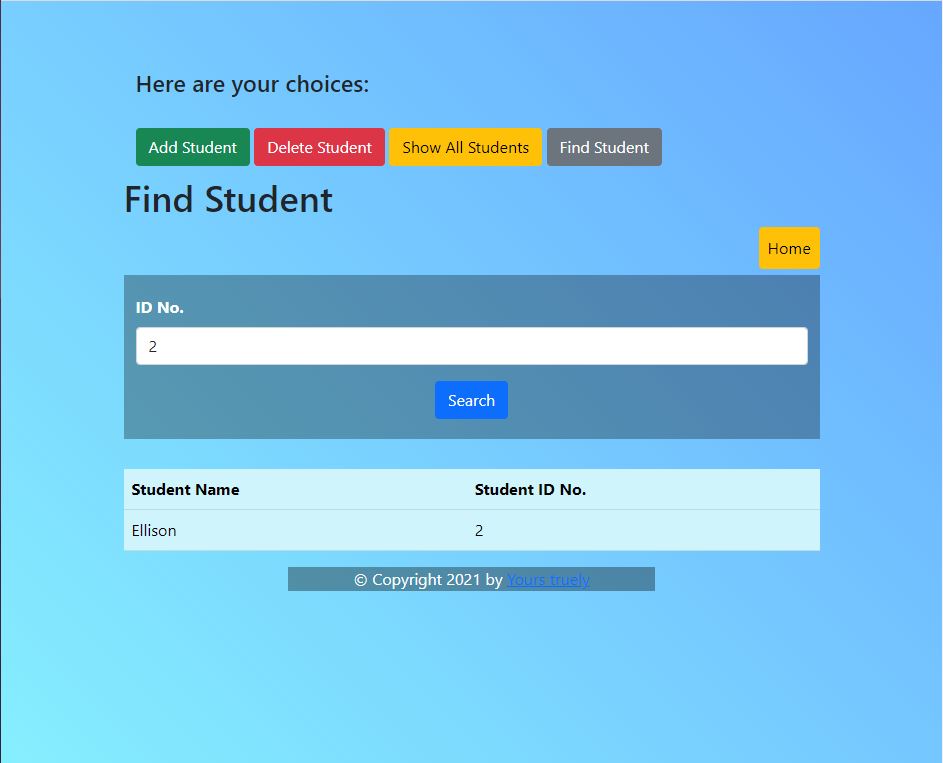 Here are your choices:
Add Student Delete Student Show All Students Find Student
Find Student
Home
ID No.
2
Search
Student Name Student ID No.
Ellison 2
© Copyright 2021 by Yours truely